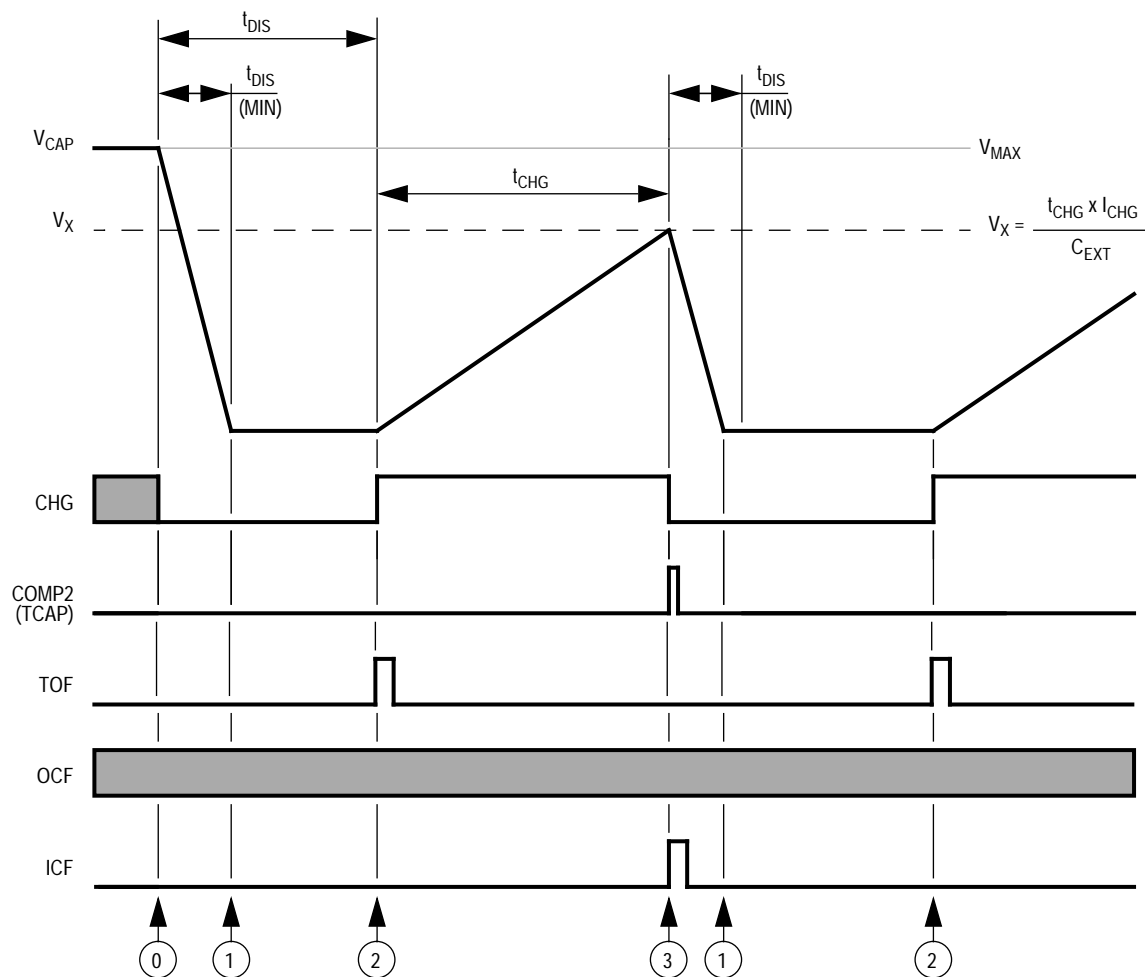 tDIS
tDIS
(MIN)
tDIS
(MIN)
VCAP
VMAX
tCHG
VX
VX = tCHG x ICHG
CEXT
CHG
COMP2
(TCAP)
TOF
OCF
ICF
0 1 2 3 1 2